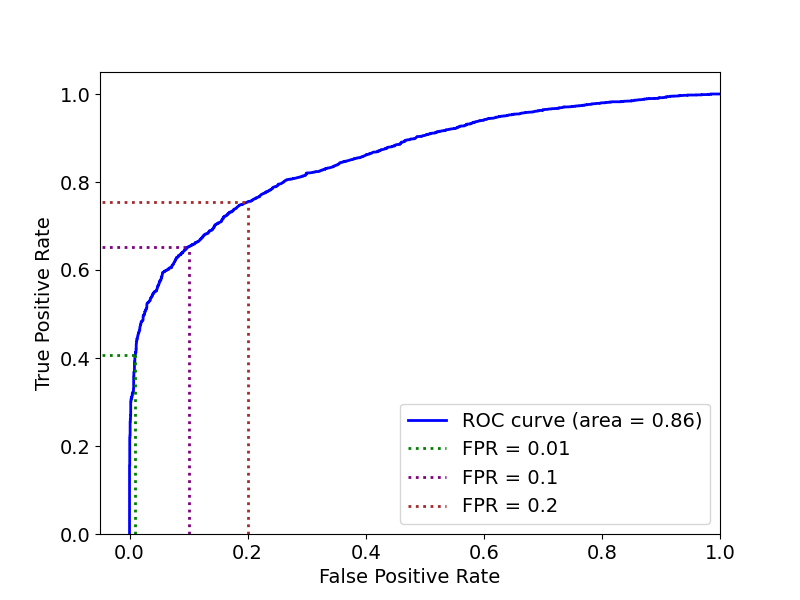 True Positive Rate
1.0
0.8
0.6
0.4
0.2
0.0
ROC curve (area = 0.86)
FPR = 0.01
FPR = 0.1
FPR = 0.2
0.0 0.2 0.4 0.6 0.8 1.0
False Positive Rate